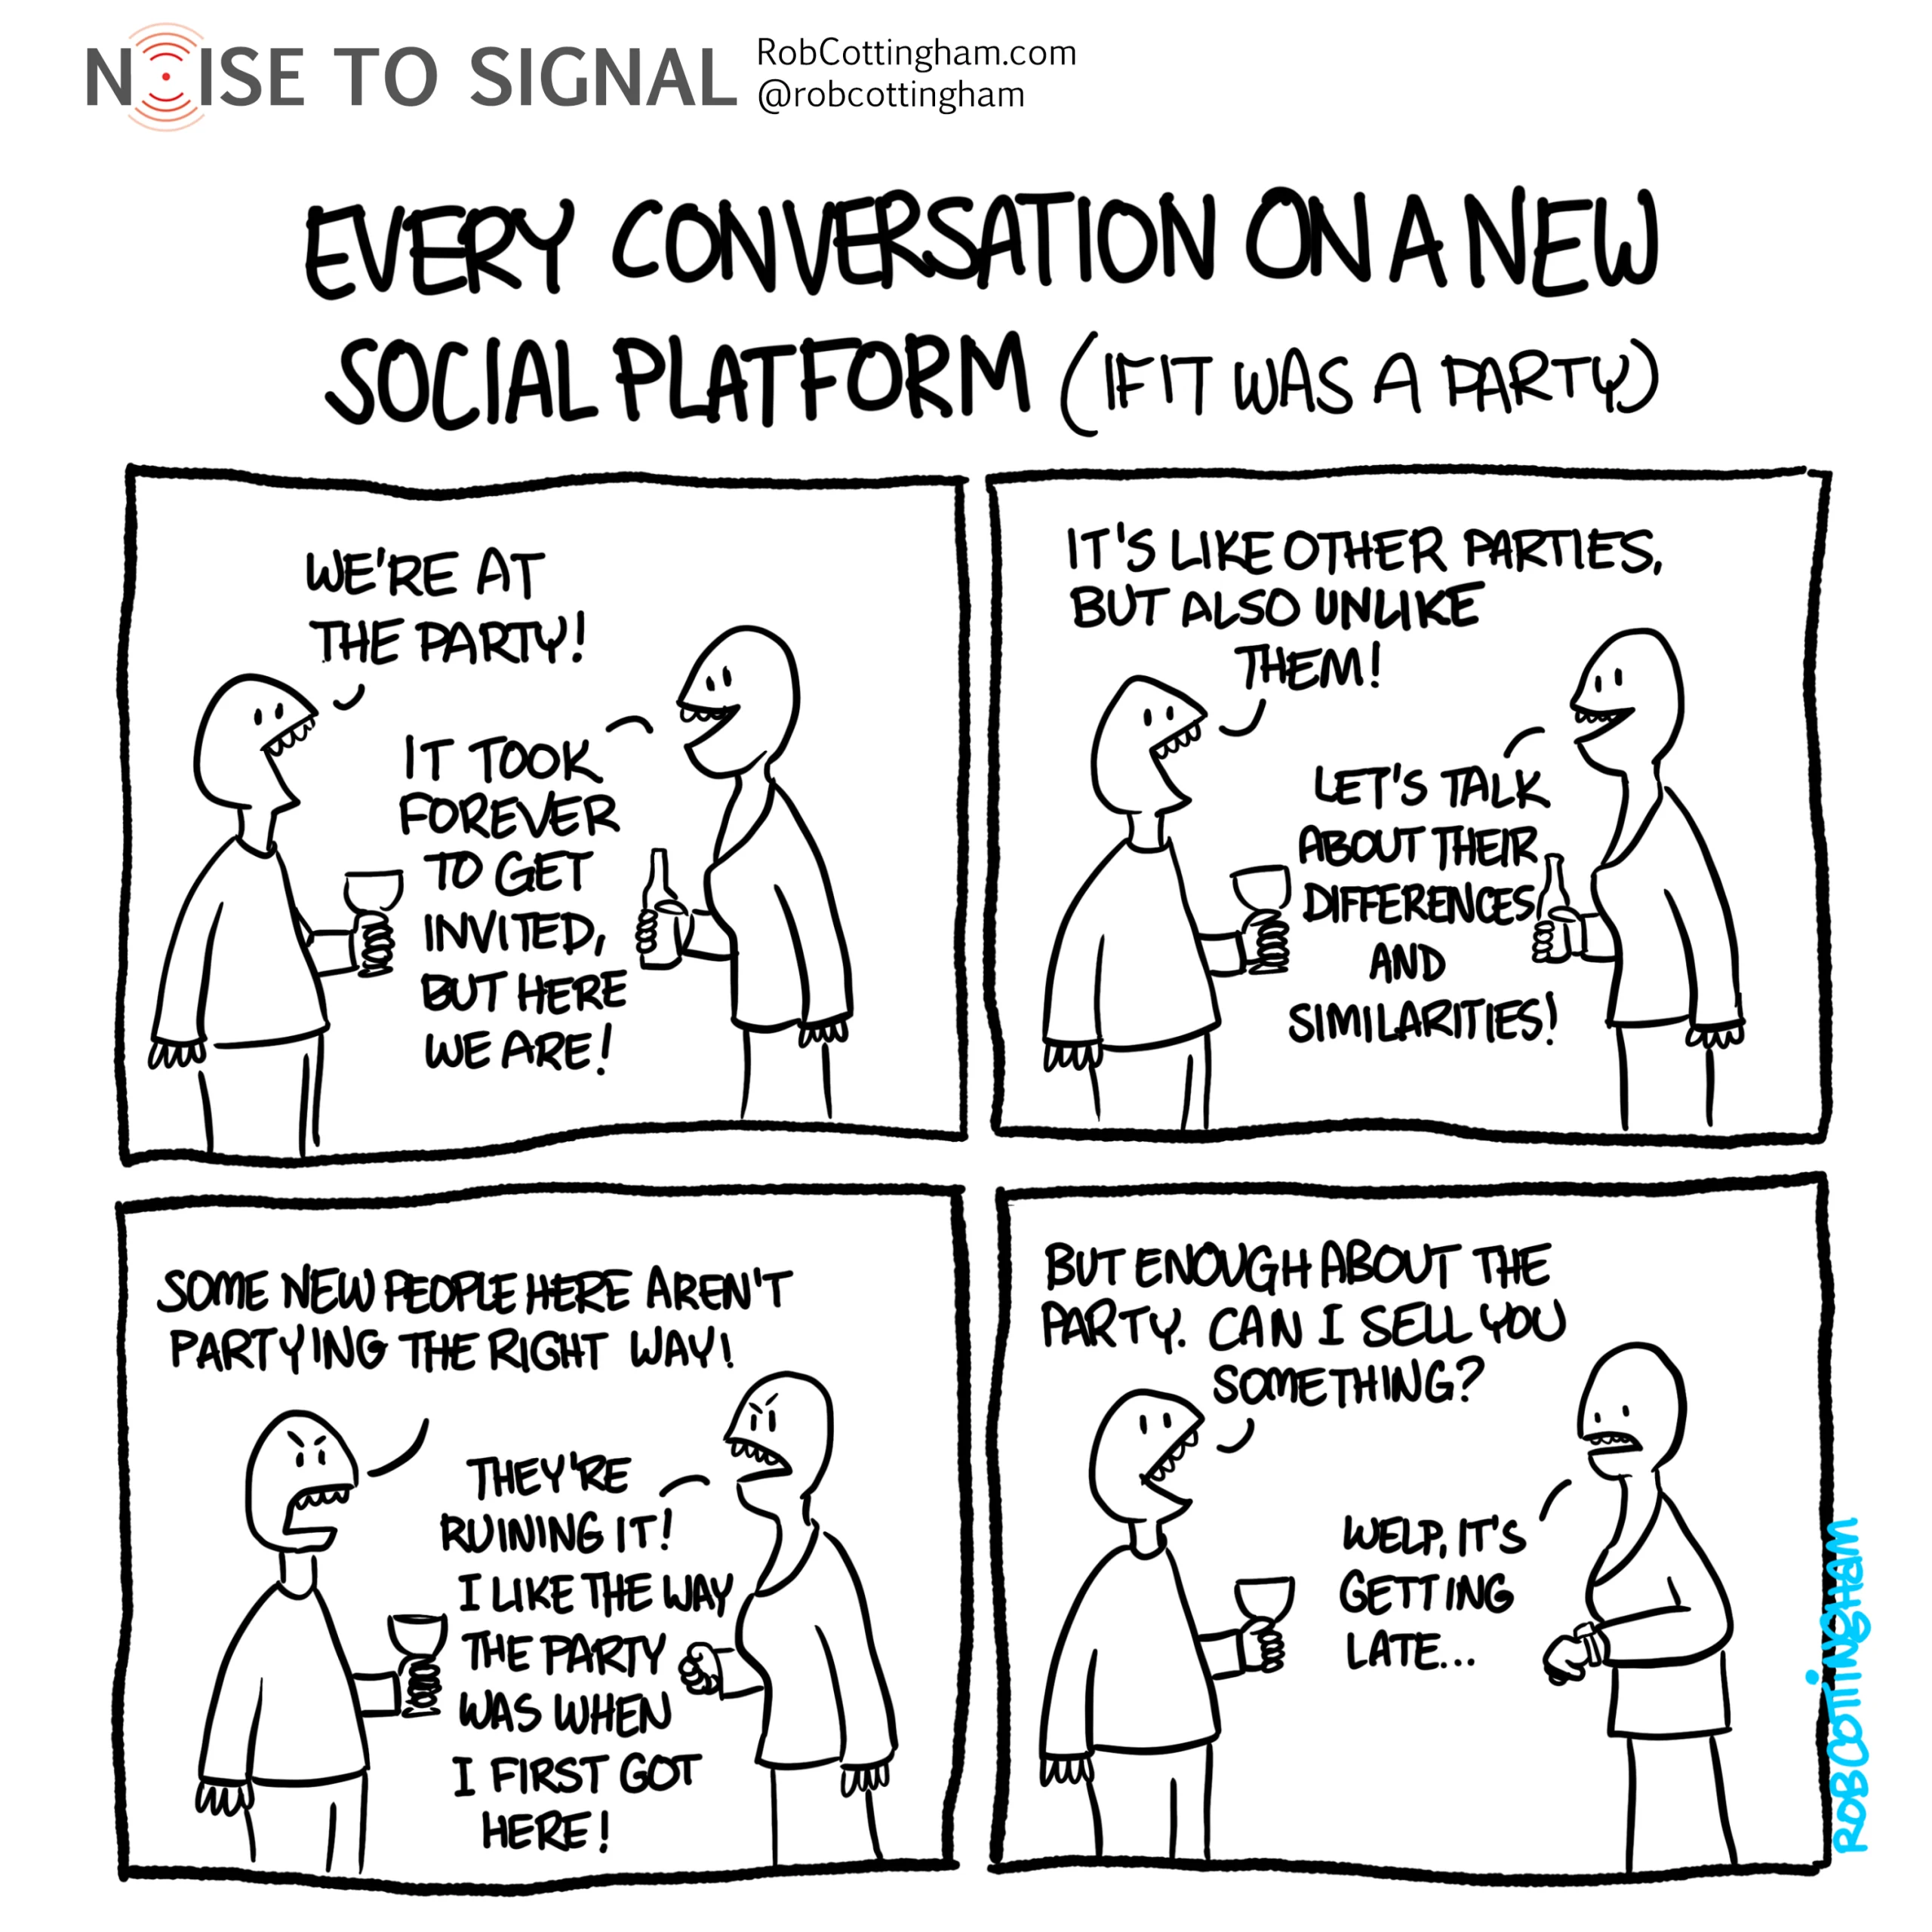 NOISE TO SIGNAL
RobCottingham.com
@robcottingham
EVERY CONVERSATION ON A NEW
SOCIAL PLATFORM (IF IT WAS A PARTY)
WE'RE AT
THE PARTY!
IT TOOK
FOREVER
TO GET
INVITED,
BUT HERE
WE ARE!
IT'S LIKE OTHER PARTIES,
BUT ALSO UNLIKE
THEM!
LET'S TALK
ABOUT THEIR
DIFFERENCES
AND
SIMILARITIES!
SOME NEW PEOPLE HERE AREN'T
PARTYING THE RIGHT WAY!
THEY'RE
RUINING IT!
I LIKE THE WAY
THE PARTY
WAS WHEN
I FIRST GOT
HERE!
BUT ENOUGH ABOUT THE
PARTY. CAN I SELL YOU
SOMETHING?
WELP, IT'S
GETTING
LATE...
ROBCOTTINGHAM